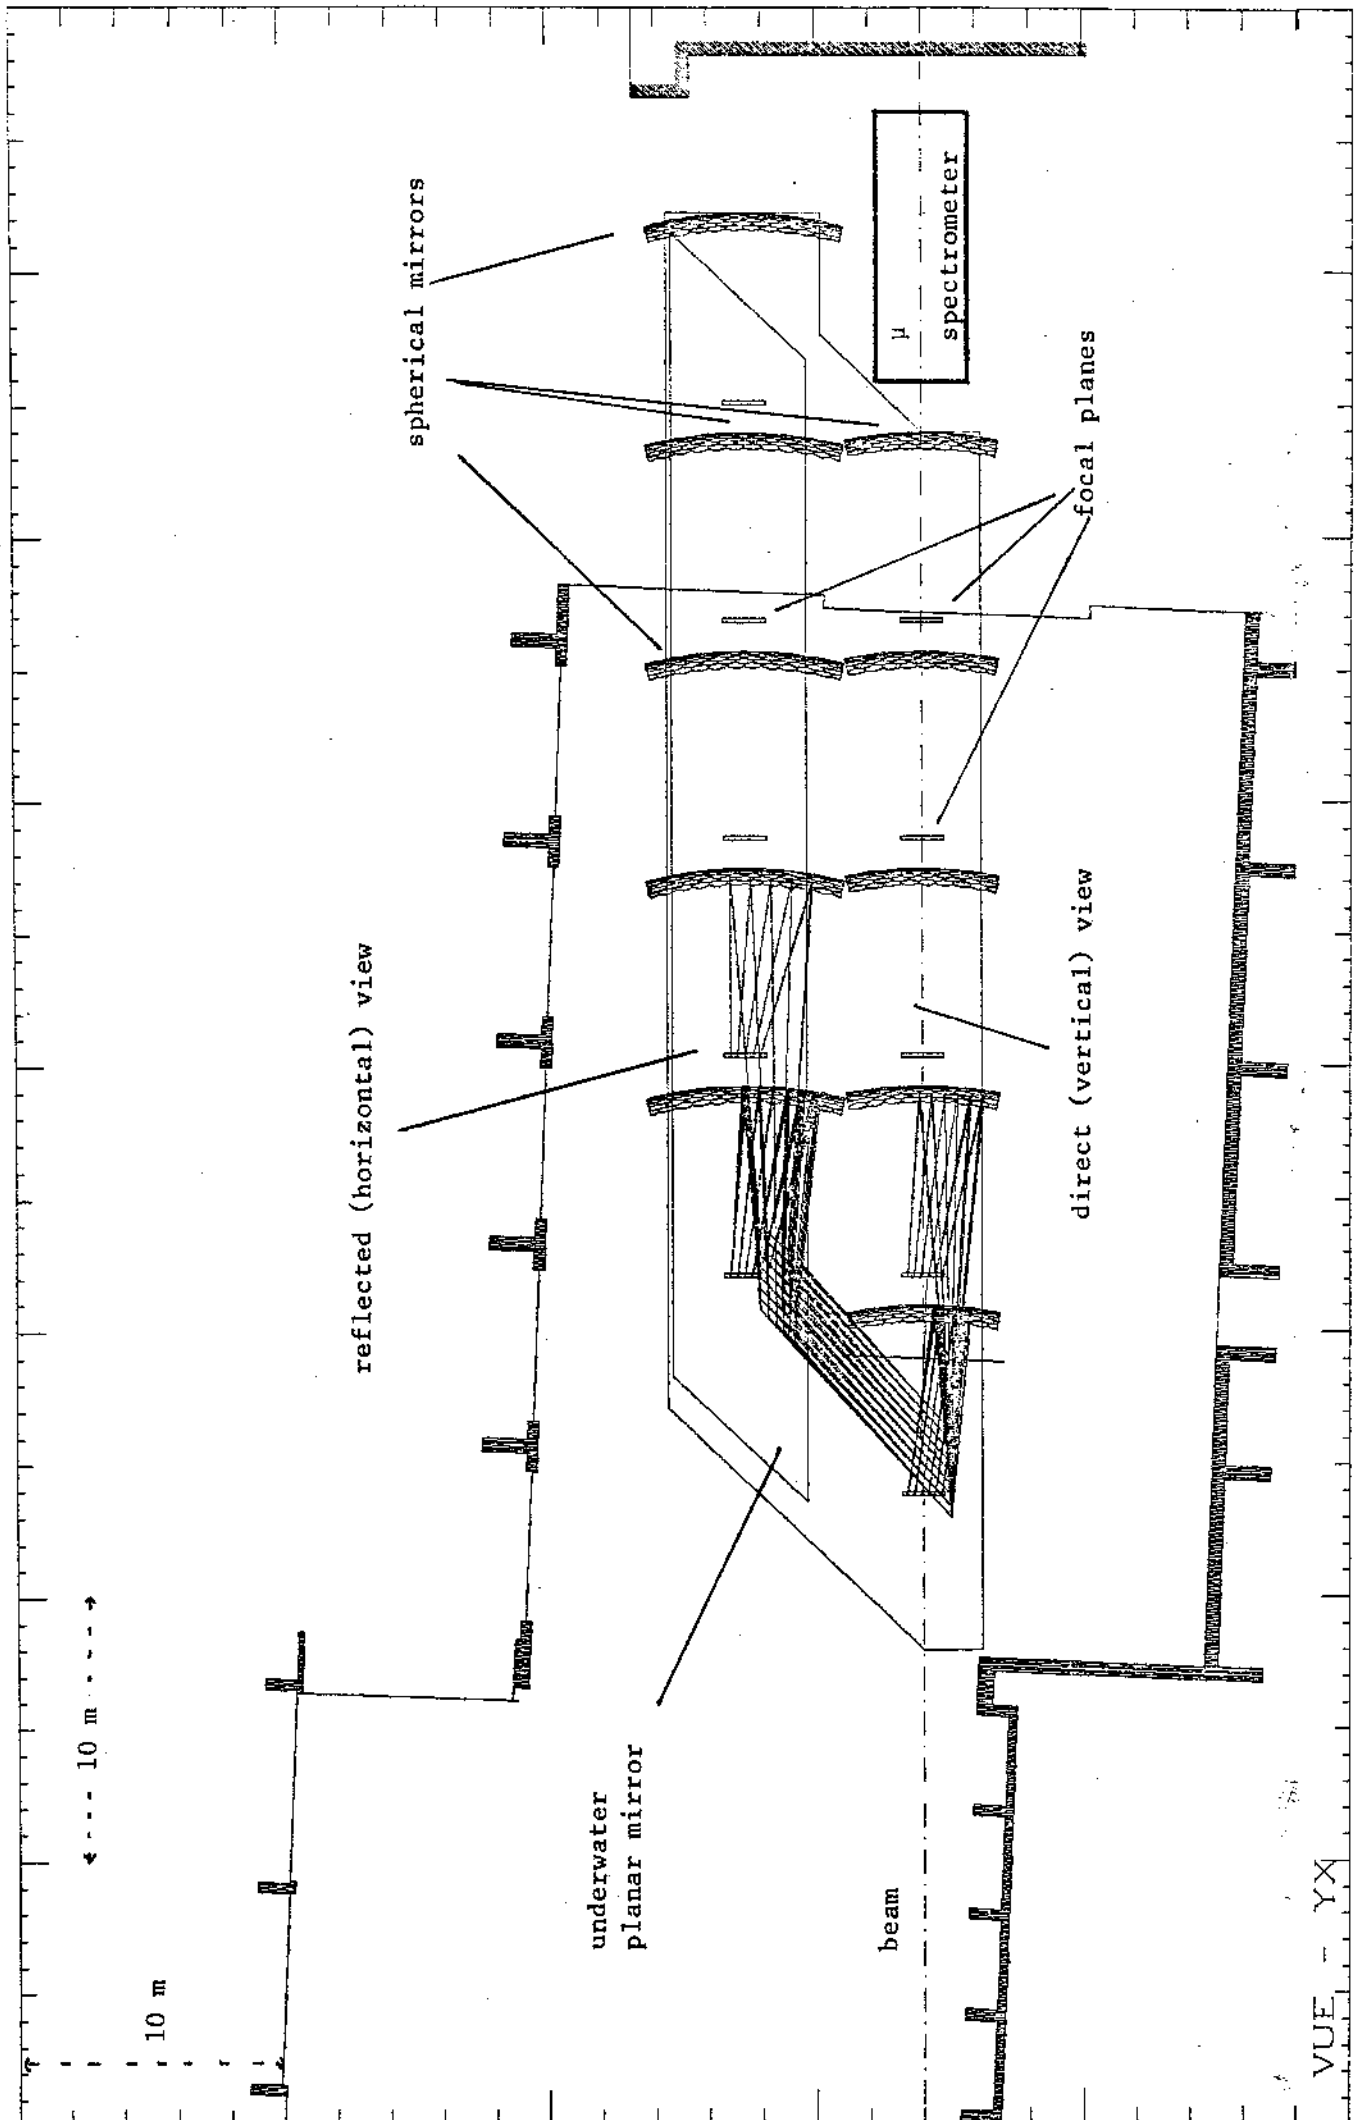 spherical mirrors
μ
spectrometer
focal planes
reflected (horizontal) view
direct (vertical) view
10 m
10 m
underwater
planar mirror
beam
VUE - YX